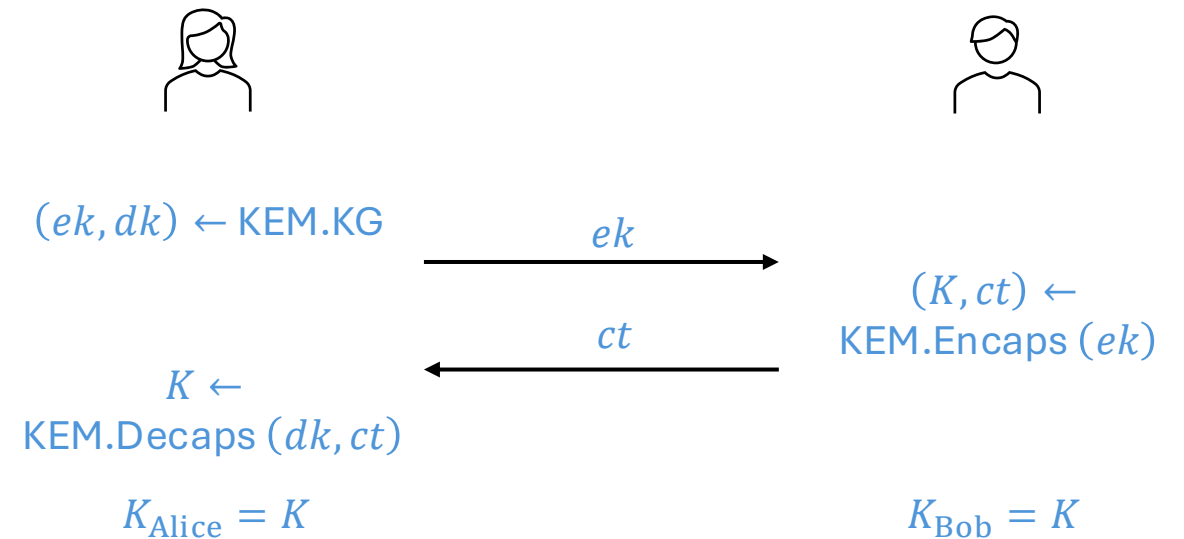 (ek, dk) ← KEM.KG
ek
(K, ct) ←
KEM.Encaps (ek)
ct
K ←
KEM.Decaps (dk, ct)
K_Alice = K
K_Bob = K